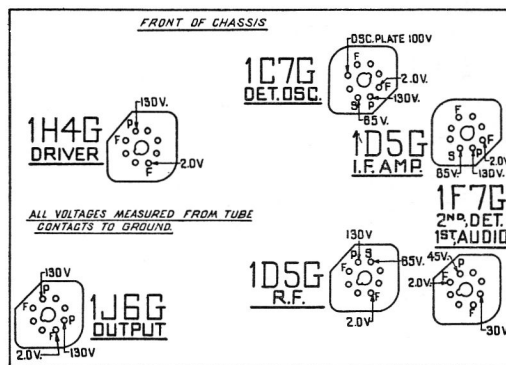 FRONT OF CHASSIS
OSC. PLATE 100V
F
1C7G
DET. OSC.
2.0V.
F
S P
130V.
65V.
130V.
P
1H4G
DRIVER
F
2.0V
F
1D5G
I.F. AMP.
F
S P
2.0V
65V. 130V.
1F7G
2ND, DET.
1ST, AUDIO
ALL VOLTAGES MEASURED FROM TUBE
CONTACTS TO GROUND.
130V
P S
65V.
F
1D5G
R.F.
F
2.0V
45V.
P
2.0V
F
F
30V
130V
P
F
P
1J6G
OUTPUT
F
2.0V. 130V